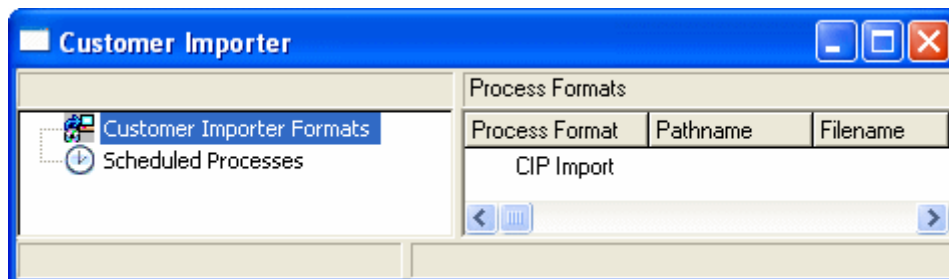 Customer Importer
Process Formats
Customer Importer Formats
Scheduled Processes
Process Format Pathname Filename
CIP Import